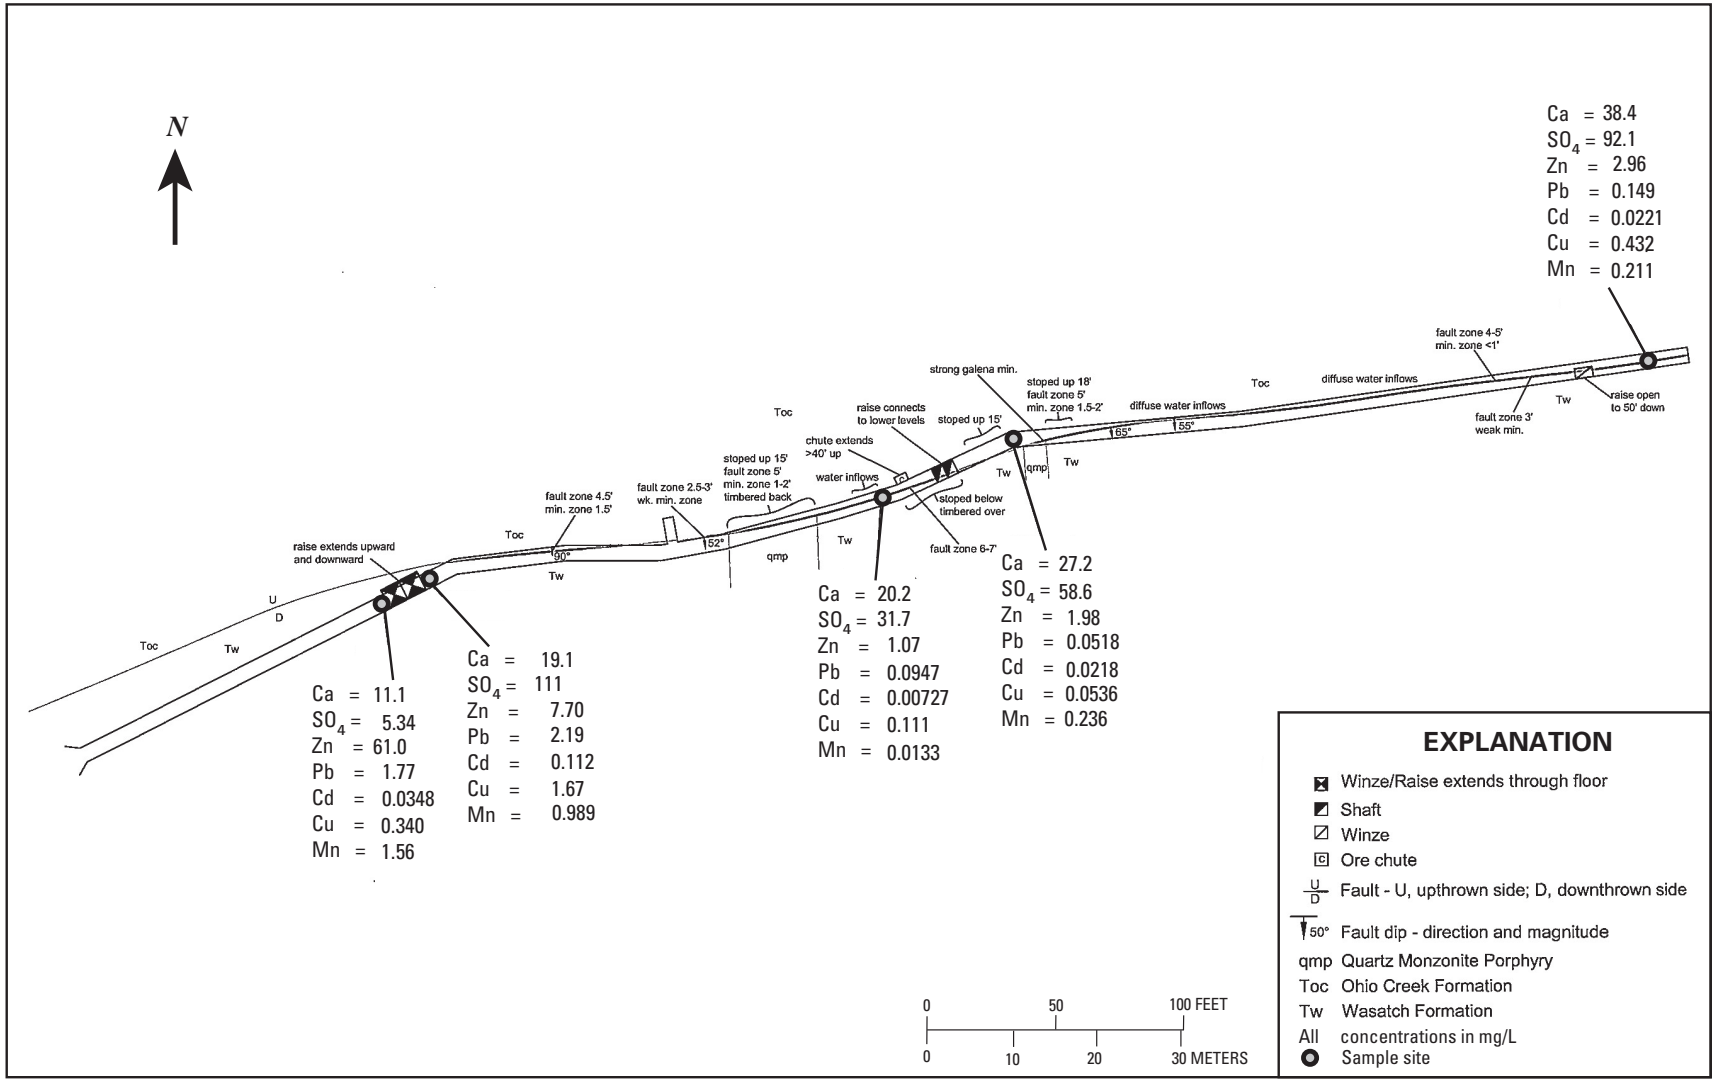 N
Ca = 38.4
SO4 = 92.1
Zn = 2.96
Pb = 0.149
Cd = 0.0221
Cu = 0.432
Mn = 0.211
fault zone 4-5'
min. zone <1'
strong galena min.
stoped up 18'
fault zone 5'
min. zone 1.5-2'
Toc
diffuse water inflows
diffuse water inflows
Toc
raise connects
to lower levels
stoped up 15'
Tw
raise open
to 50' down
fault zone 3'
weak min.
65°
55°
chute extends
>40' up
stoped up 15'
fault zone 5'
min. zone 1-2'
timbered back
water inflows
C
Tw
qmp
Tw
fault zone 2.5-3'
wk. min. zone
fault zone 4.5'
min. zone 1.5'
stoped below
timbered over
Toc
52°
qmp
Tw
fault zone 6-7'
raise extends upward
and downward
90°
Tw
U
D
Toc
Tw
Ca = 27.2
SO4 = 58.6
Zn = 1.98
Pb = 0.0518
Cd = 0.0218
Cu = 0.0536
Mn = 0.236
Ca = 20.2
SO4 = 31.7
Zn = 1.07
Pb = 0.0947
Cd = 0.00727
Cu = 0.111
Mn = 0.0133
Ca = 19.1
SO4 = 111
Zn = 7.70
Pb = 2.19
Cd = 0.112
Cu = 1.67
Mn = 0.989
Ca = 11.1
SO4 = 5.34
Zn = 61.0
Pb = 1.77
Cd = 0.0348
Cu = 0.340
Mn = 1.56
EXPLANATION
Winze/Raise extends through floor
Shaft
Winze
C Ore chute
U
D Fault - U, upthrown side; D, downthrown side
50° Fault dip - direction and magnitude
qmp Quartz Monzonite Porphyry
Toc Ohio Creek Formation
Tw Wasatch Formation
All concentrations in mg/L
Sample site
0 50 100 FEET
0 10 20 30 METERS